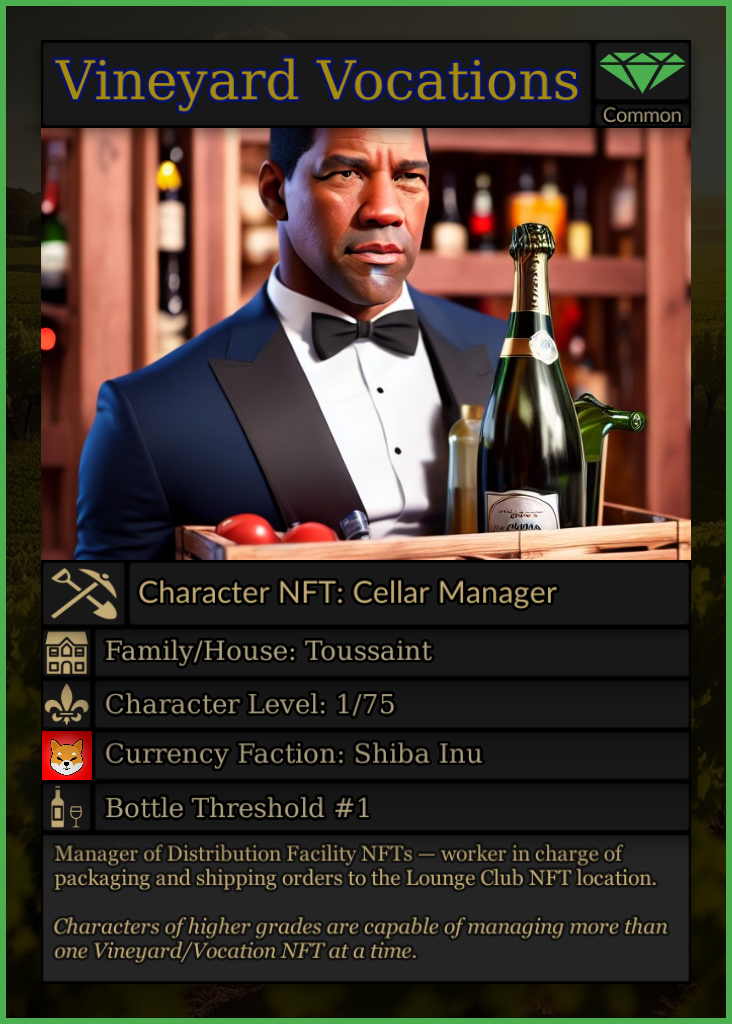 Vineyard Vocations
Common
Character NFT: Cellar Manager
Family/House: Toussaint
Character Level: 1/75
Currency Faction: Shiba Inu
Bottle Threshold #1
Manager of Distribution Facility NFTs — worker in charge of
packaging and shipping orders to the Lounge Club NFT location.
Characters of higher grades are capable of managing more than
one Vineyard/Vocation NFT at a time.